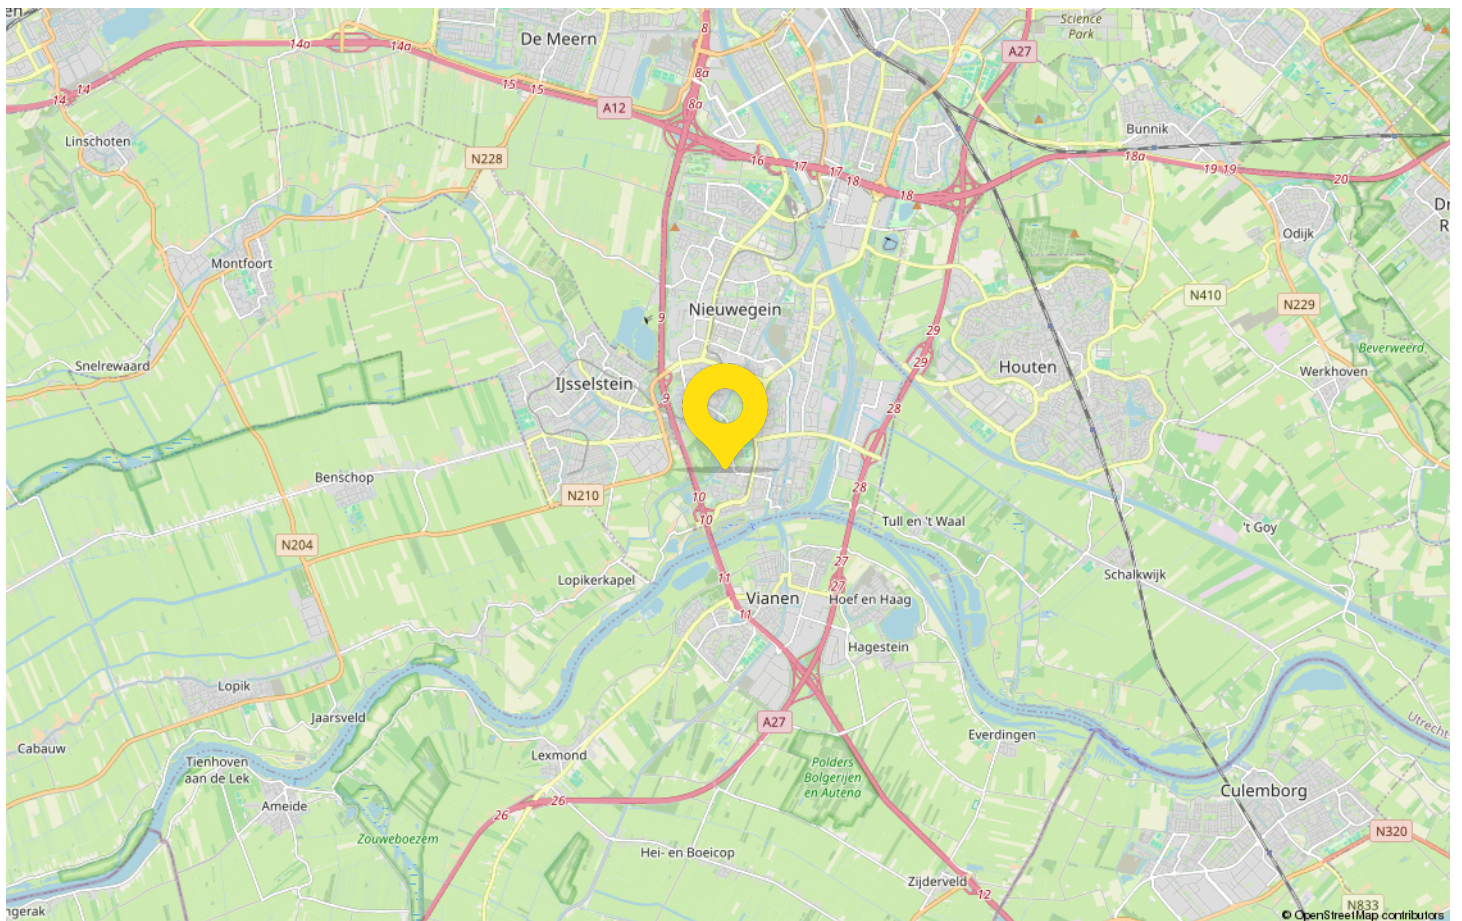 De Meern
Science
Park
8
A27
14a
14a
8a
15
15
14
14
A12
8a
Bunnik
Linschoten
N228
16
17
17
18
18
18a
19
19
20
Odijk
Montfoort
N410
N229
Nieuwegein
9
29
29
Beverweerd
Snelrewaard
Houten
Werkhoven
IJsselstein
9
28
Benschop
N210
10
10
28
Tull en 't Waal
't Goy
N204
Lopikerkapel
11
27
27
Schalkwijk
Vianen
Hoef en Haag
11
Hagestein
Lopik
Jaarsveld
A27
Utrecht
Cabauw
Everdingen
Lexmond
Tienhoven
aan de Lek
Polders
Bolgerijen
en Autena
Culemborg
Ameide
26
26
Zouweboezem
N320
Hei- en Boeicop
Zijderveld
12
N833
© OpenStreetMap contributors